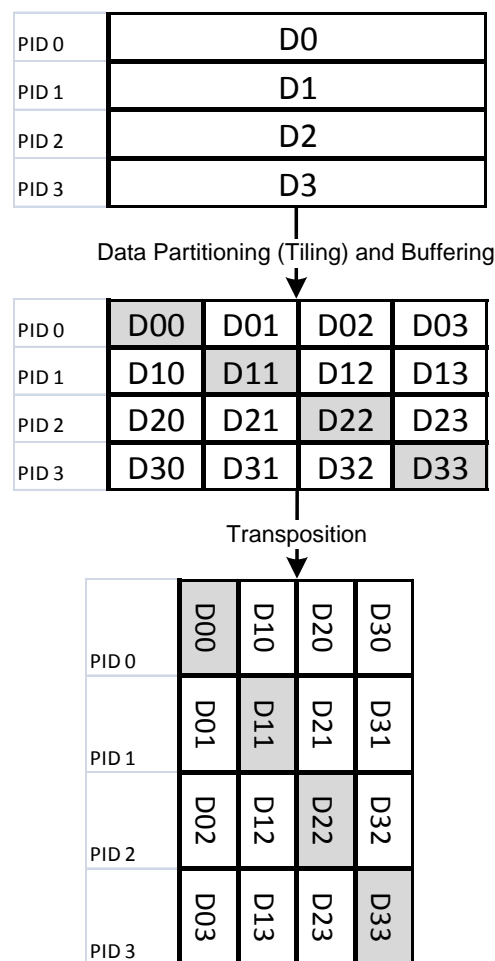 PID 0 D0
PID 1 D1
PID 2 D2
PID 3 D3
Data Partitioning (Tiling) and Buffering
PID 0 D00 D01 D02 D03
PID 1 D10 D11 D12 D13
PID 2 D20 D21 D22 D23
PID 3 D30 D31 D32 D33
Transposition
PID 0 D00 D10 D20 D30
PID 1 D01 D11 D21 D31
PID 2 D02 D12 D22 D32
PID 3 D03 D13 D23 D33